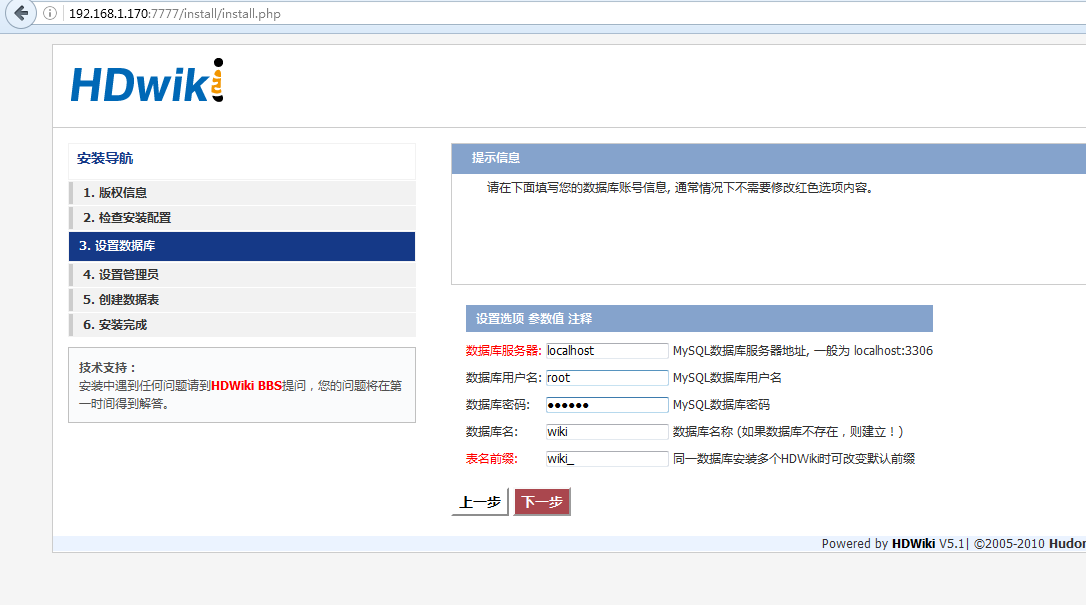 192.168.1.170:7777/install/install.php
HDwiki
安装导航
1. 版权信息
2. 检查安装配置
3. 设置数据库
4. 设置管理员
5. 创建数据表
6. 安装完成
技术支持：
安装中遇到任何问题请到HDWiki BBS提问，您的问题将在第
一时间得到解答。
提示信息
请在下面填写您的数据库账号信息, 通常情况下不需要修改红色选项内容。
设置选项 参数值 注释
数据库服务器: localhost MySQL数据库服务器地址, 一般为 localhost:3306
数据库用户名: root MySQL数据库用户名
数据库密码: ●●●●●● MySQL数据库密码
数据库名: wiki 数据库名称 (如果数据库不存在，则建立！)
表名前缀: wiki_ 同一数据库安装多个HDWiki时可改变默认前缀
上一步 下一步
Powered by HDWiki V5.1| ©2005-2010 Hudon